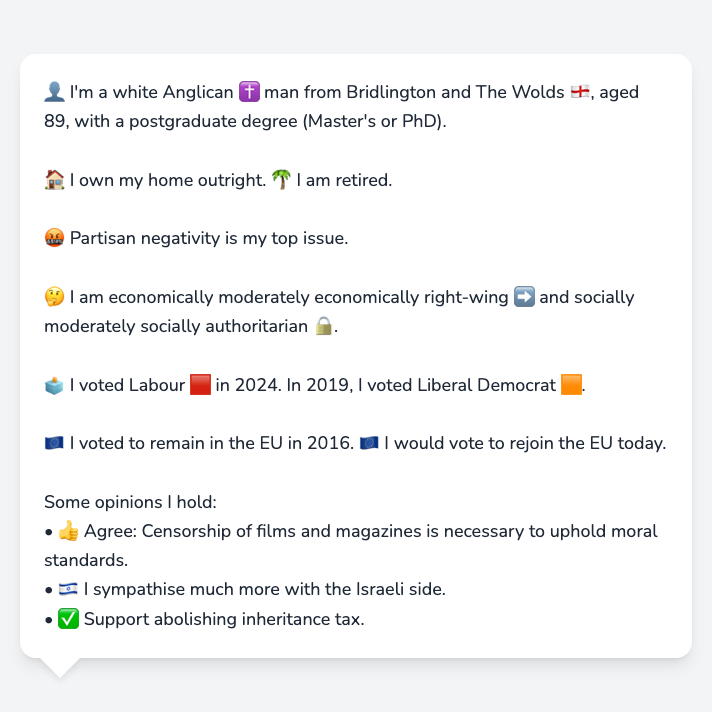 👤 I'm a white Anglican ✝️ man from Bridlington and The Wolds 🏴󠁧󠁢󠁥󠁮󠁧󠁿, aged
89, with a postgraduate degree (Master's or PhD).
🏠 I own my home outright. 🌴 I am retired.
🤬 Partisan negativity is my top issue.
🤔 I am economically moderately economically right-wing ➡️ and socially
moderately socially authoritarian 🔒.
🗳️ I voted Labour 🟥 in 2024. In 2019, I voted Liberal Democrat 🟧.
🇪🇺 I voted to remain in the EU in 2016. 🇪🇺 I would vote to rejoin the EU today.
Some opinions I hold:
• 👍 Agree: Censorship of films and magazines is necessary to uphold moral
standards.
• 🇮🇱 I sympathise much more with the Israeli side.
• ✅ Support abolishing inheritance tax.